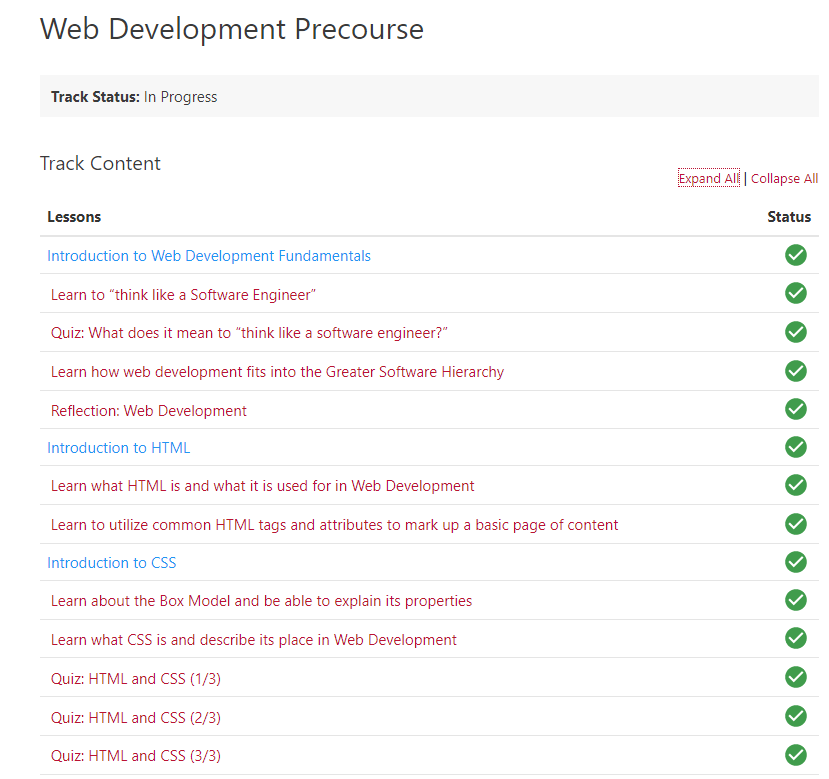 Web Development Precourse
Track Status: In Progress
Track Content
Expand All | Collapse All
Lessons Status
Introduction to Web Development Fundamentals
Learn to “think like a Software Engineer”
Quiz: What does it mean to “think like a software engineer?”
Learn how web development fits into the Greater Software Hierarchy
Reflection: Web Development
Introduction to HTML
Learn what HTML is and what it is used for in Web Development
Learn to utilize common HTML tags and attributes to mark up a basic page of content
Introduction to CSS
Learn about the Box Model and be able to explain its properties
Learn what CSS is and describe its place in Web Development
Quiz: HTML and CSS (1/3)
Quiz: HTML and CSS (2/3)
Quiz: HTML and CSS (3/3)